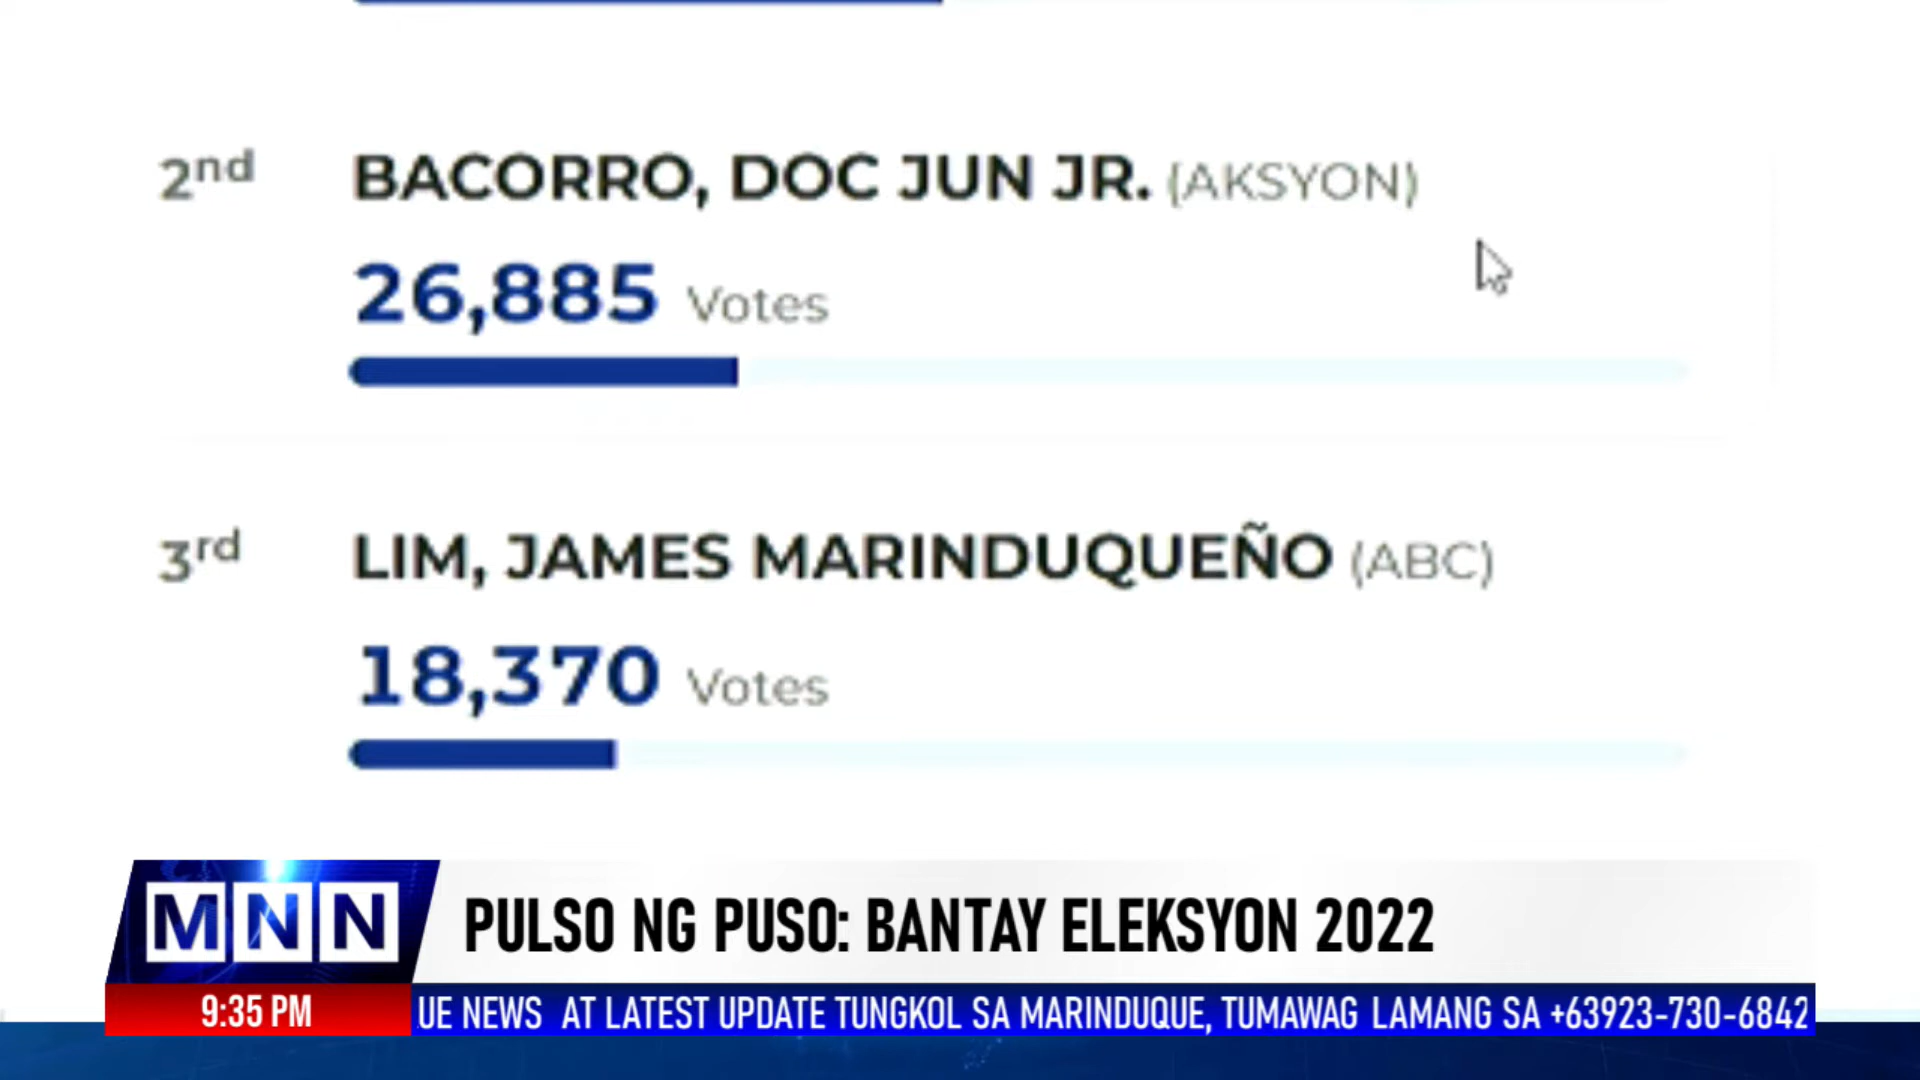 2nd BACORRO, DOC JUN JR. (AKSYON)
26,885 Votes
3rd LIM, JAMES MARINDUQUEÑO (ABC)
18,370 Votes
MNN PULSO NG PUSO: BANTAY ELEKSYON 2022
9:35 PM UE NEWS AT LATEST UPDATE TUNGKOL SA MARINDUQUE, TUMAWAG LAMANG SA +63923-730-6842